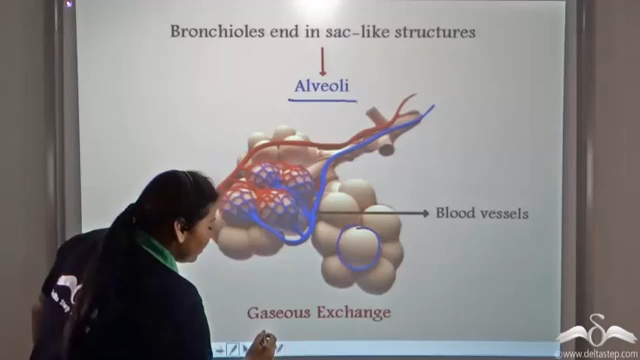 Bronchioles end in sac-like structures
Alveoli
Blood vessels
Gaseous Exchange
www.deltastep.com